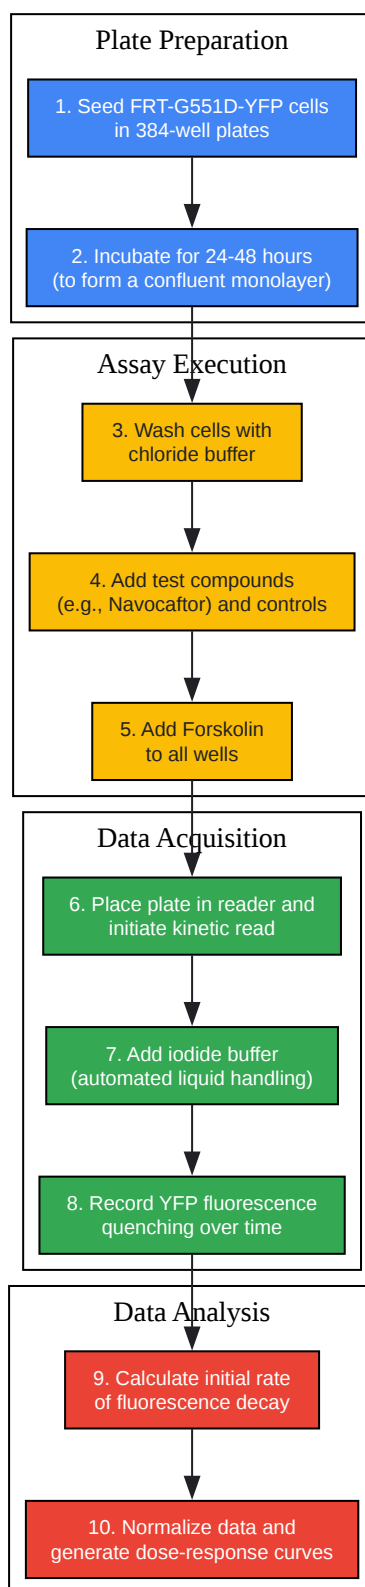 Plate Preparation
1. Seed FRT-G551D-YFP cells
in 384-well plates
2. Incubate for 24-48 hours
(to form a confluent monolayer)
Assay Execution
3. Wash cells with
chloride buffer
4. Add test compounds
(e.g., Navocaftor) and controls
5. Add Forskolin
to all wells
Data Acquisition
6. Place plate in reader and
initiate kinetic read
7. Add iodide buffer
(automated liquid handling)
8. Record YFP fluorescence
quenching over time
Data Analysis
9. Calculate initial rate
of fluorescence decay
10. Normalize data and
generate dose-response curves